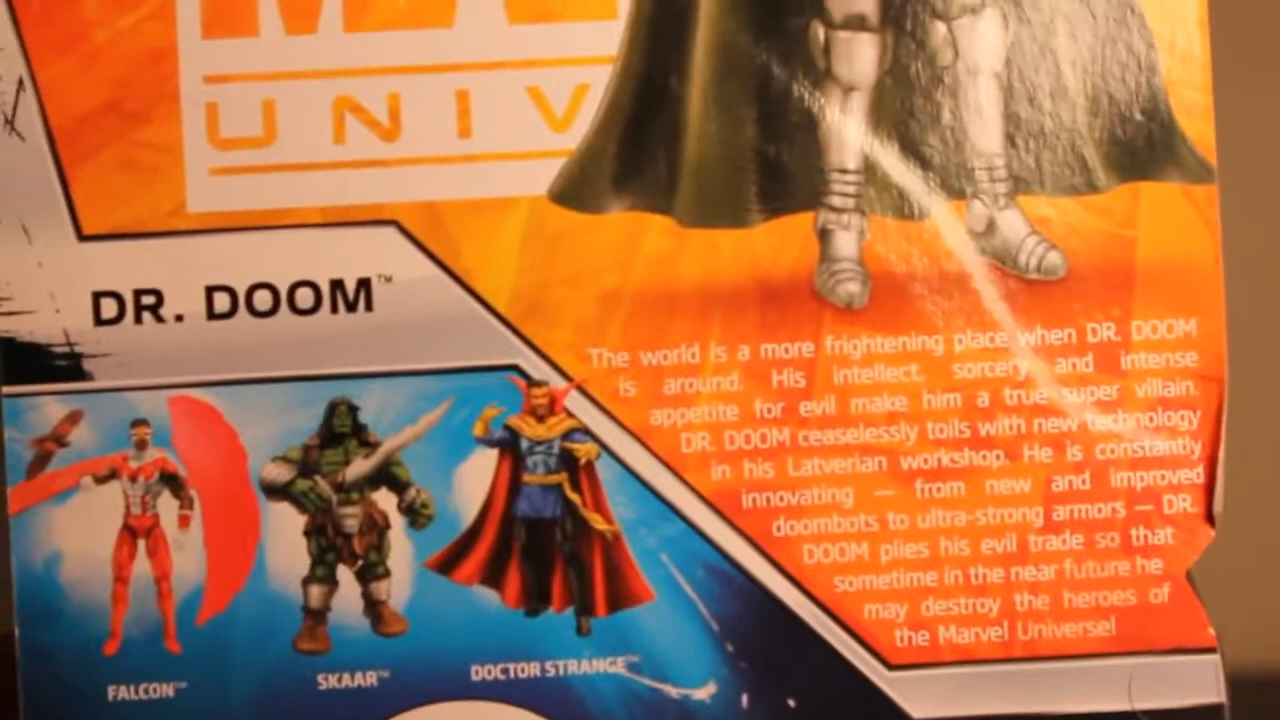 UNIV
DR. DOOM™
The world is a more frightening place when DR. DOOM
is around. His intellect, sorcery and intense
appetite for evil make him a true super villain.
DR. DOOM ceaselessly toils with new technology
in his Latverian workshop. He is constantly
innovating — from new and improved
doombots to ultra-strong armors — DR.
DOOM plies his evil trade so that
sometime in the near future he
may destroy the heroes of
the Marvel Universe!
FALCON™
SKAAR™
DOCTOR STRANGE™